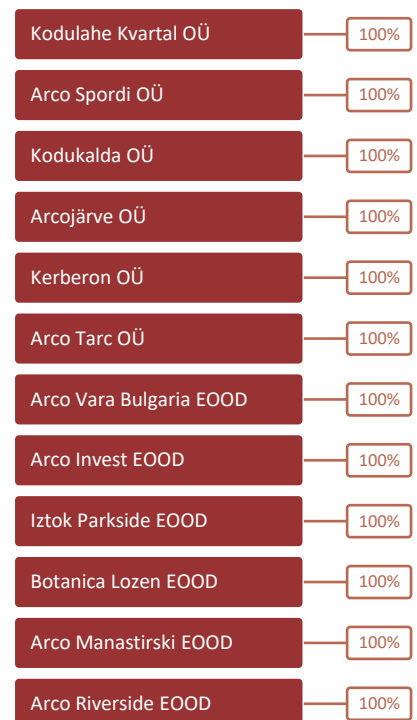 Kodulahe Kvartal OÜ 100%
Arco Spordi OÜ 100%
Kodukalda OÜ 100%
Arcojärve OÜ 100%
Kerberon OÜ 100%
Arco Tarc OÜ 100%
Arco Vara Bulgaria EOOD 100%
Arco Invest EOOD 100%
Iztok Parkside EOOD 100%
Botanica Lozen EOOD 100%
Arco Manastirski EOOD 100%
Arco Riverside EOOD 100%